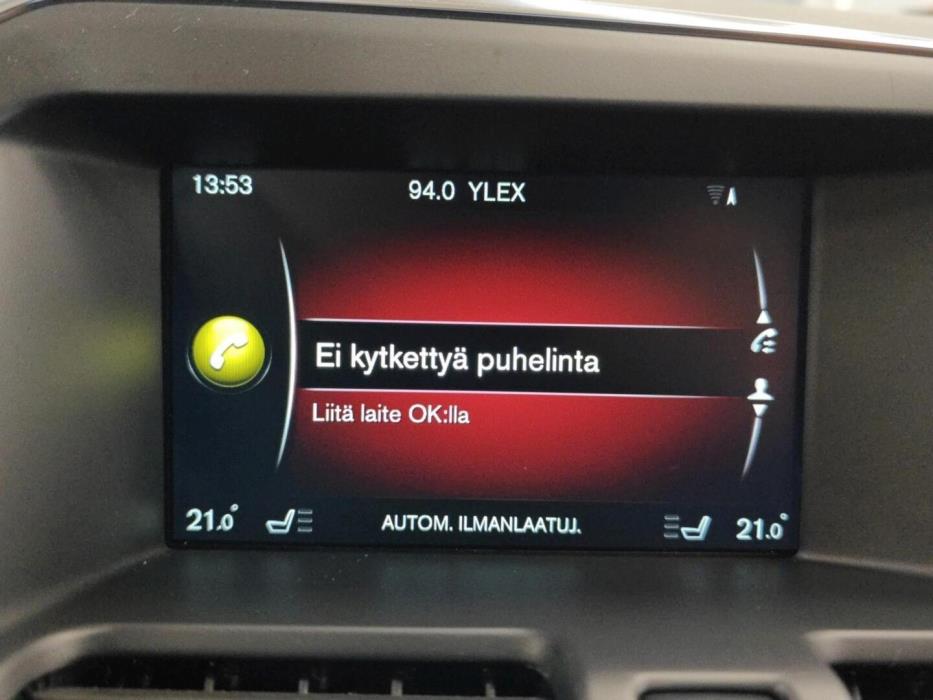 13:53
94.0 YLEX
Ei kytkettyä puhelinta
Liitä laite OK:lla
21.0°
AUTOM. ILMANLAATUJ.
21.0°